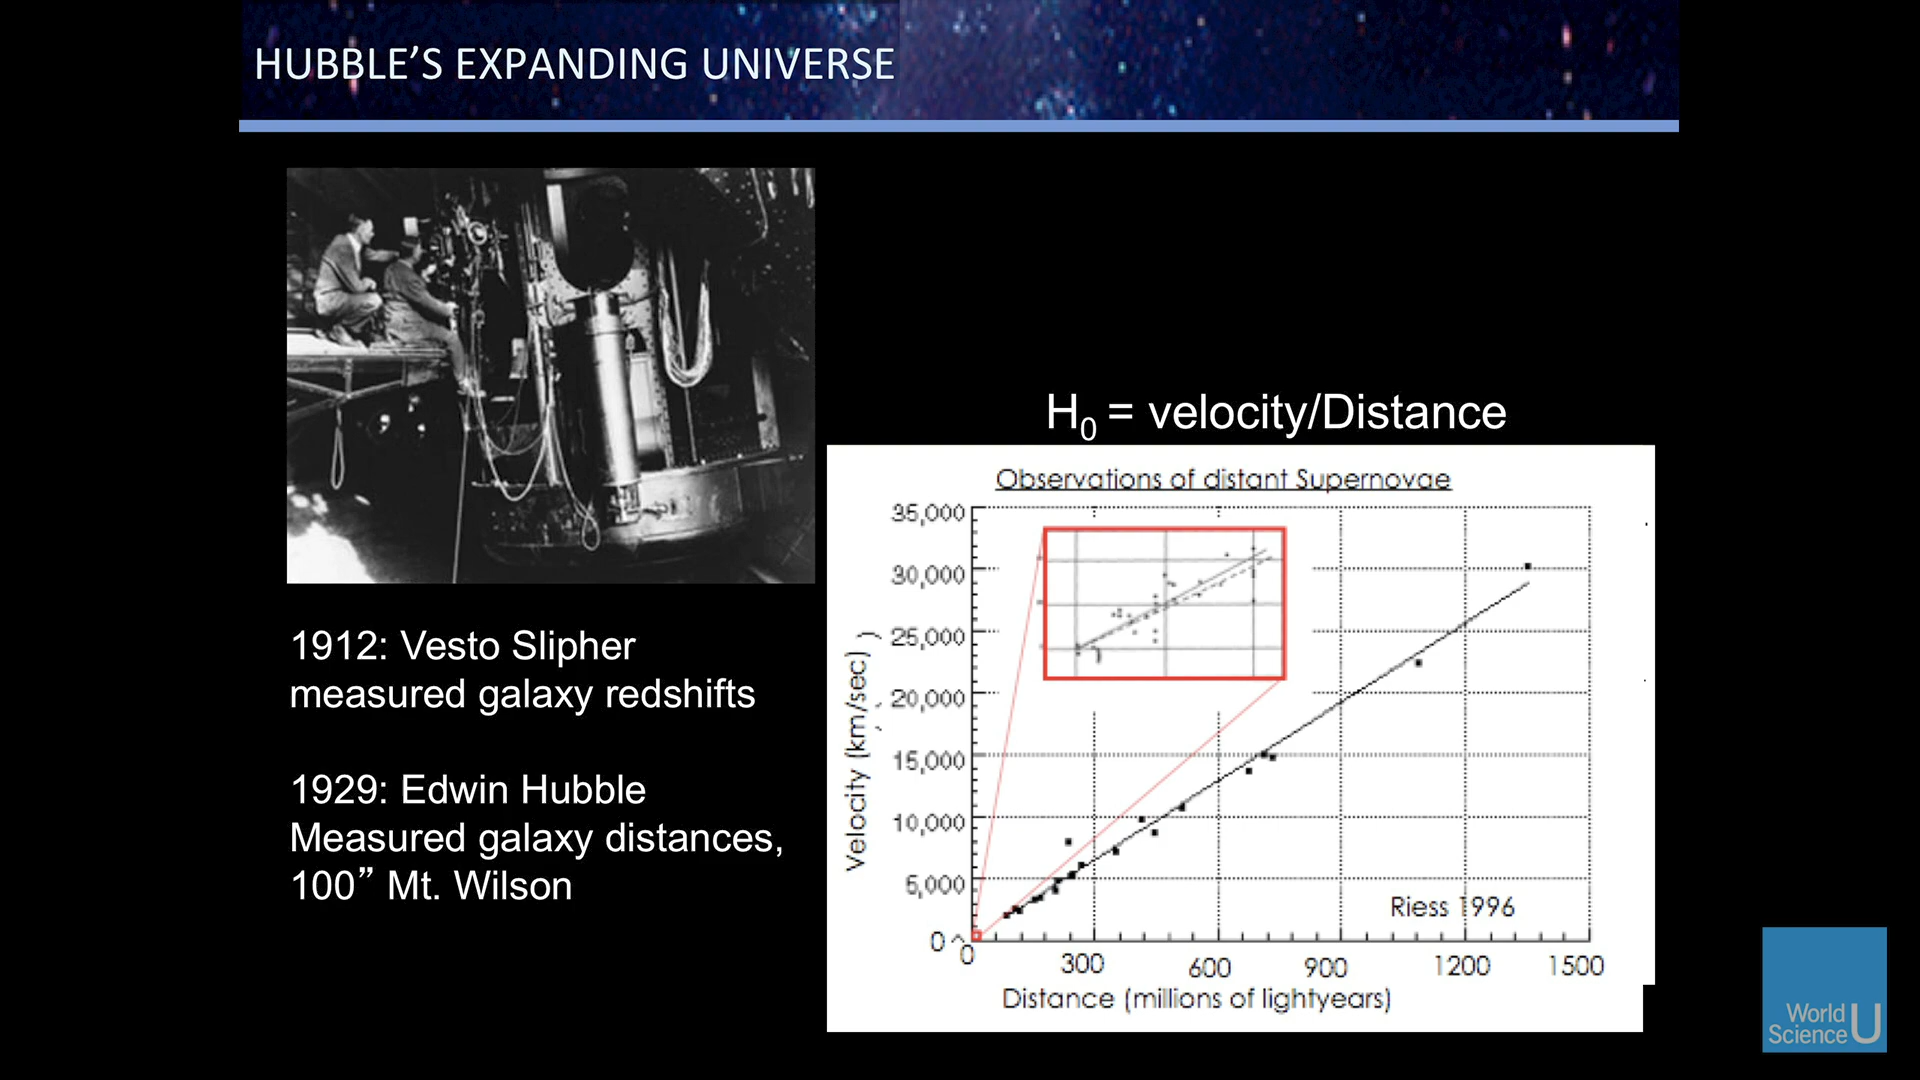 HUBBLE’S EXPANDING UNIVERSE
1912: Vesto Slipher
measured galaxy redshifts
1929: Edwin Hubble
Measured galaxy distances,
100” Mt. Wilson
H₀ = velocity/Distance
Observations of distant Supernovae
35,000
30,000
25,000
20,000
15,000
10,000
5,000
0
Velocity (km/sec)
Riess 1996
0 300 600 900 1200 1500
Distance (millions of lightyears)
World
Science U